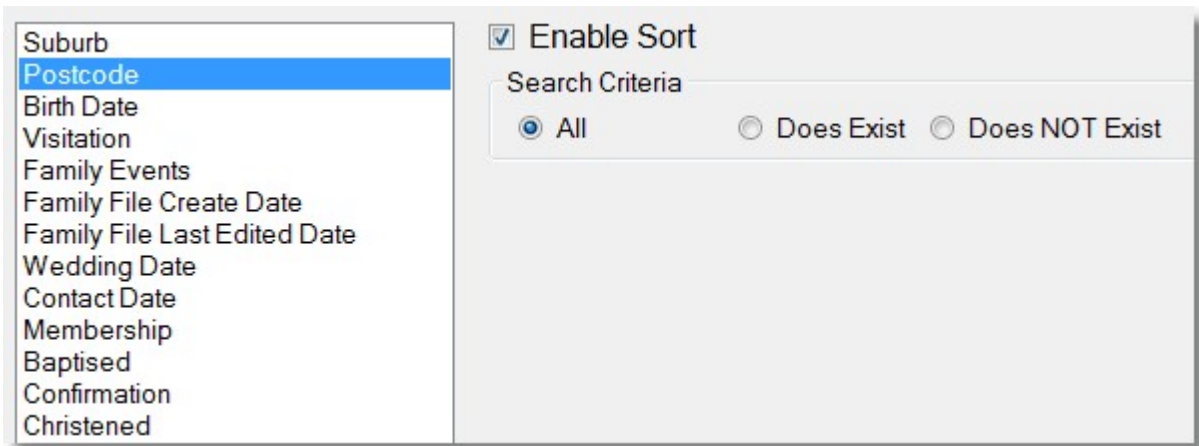 Suburb
Postcode
Birth Date
Visitation
Family Events
Family File Create Date
Family File Last Edited Date
Wedding Date
Contact Date
Membership
Baptised
Confirmation
Christened
Enable Sort
Search Criteria
All Does Exist Does NOT Exist